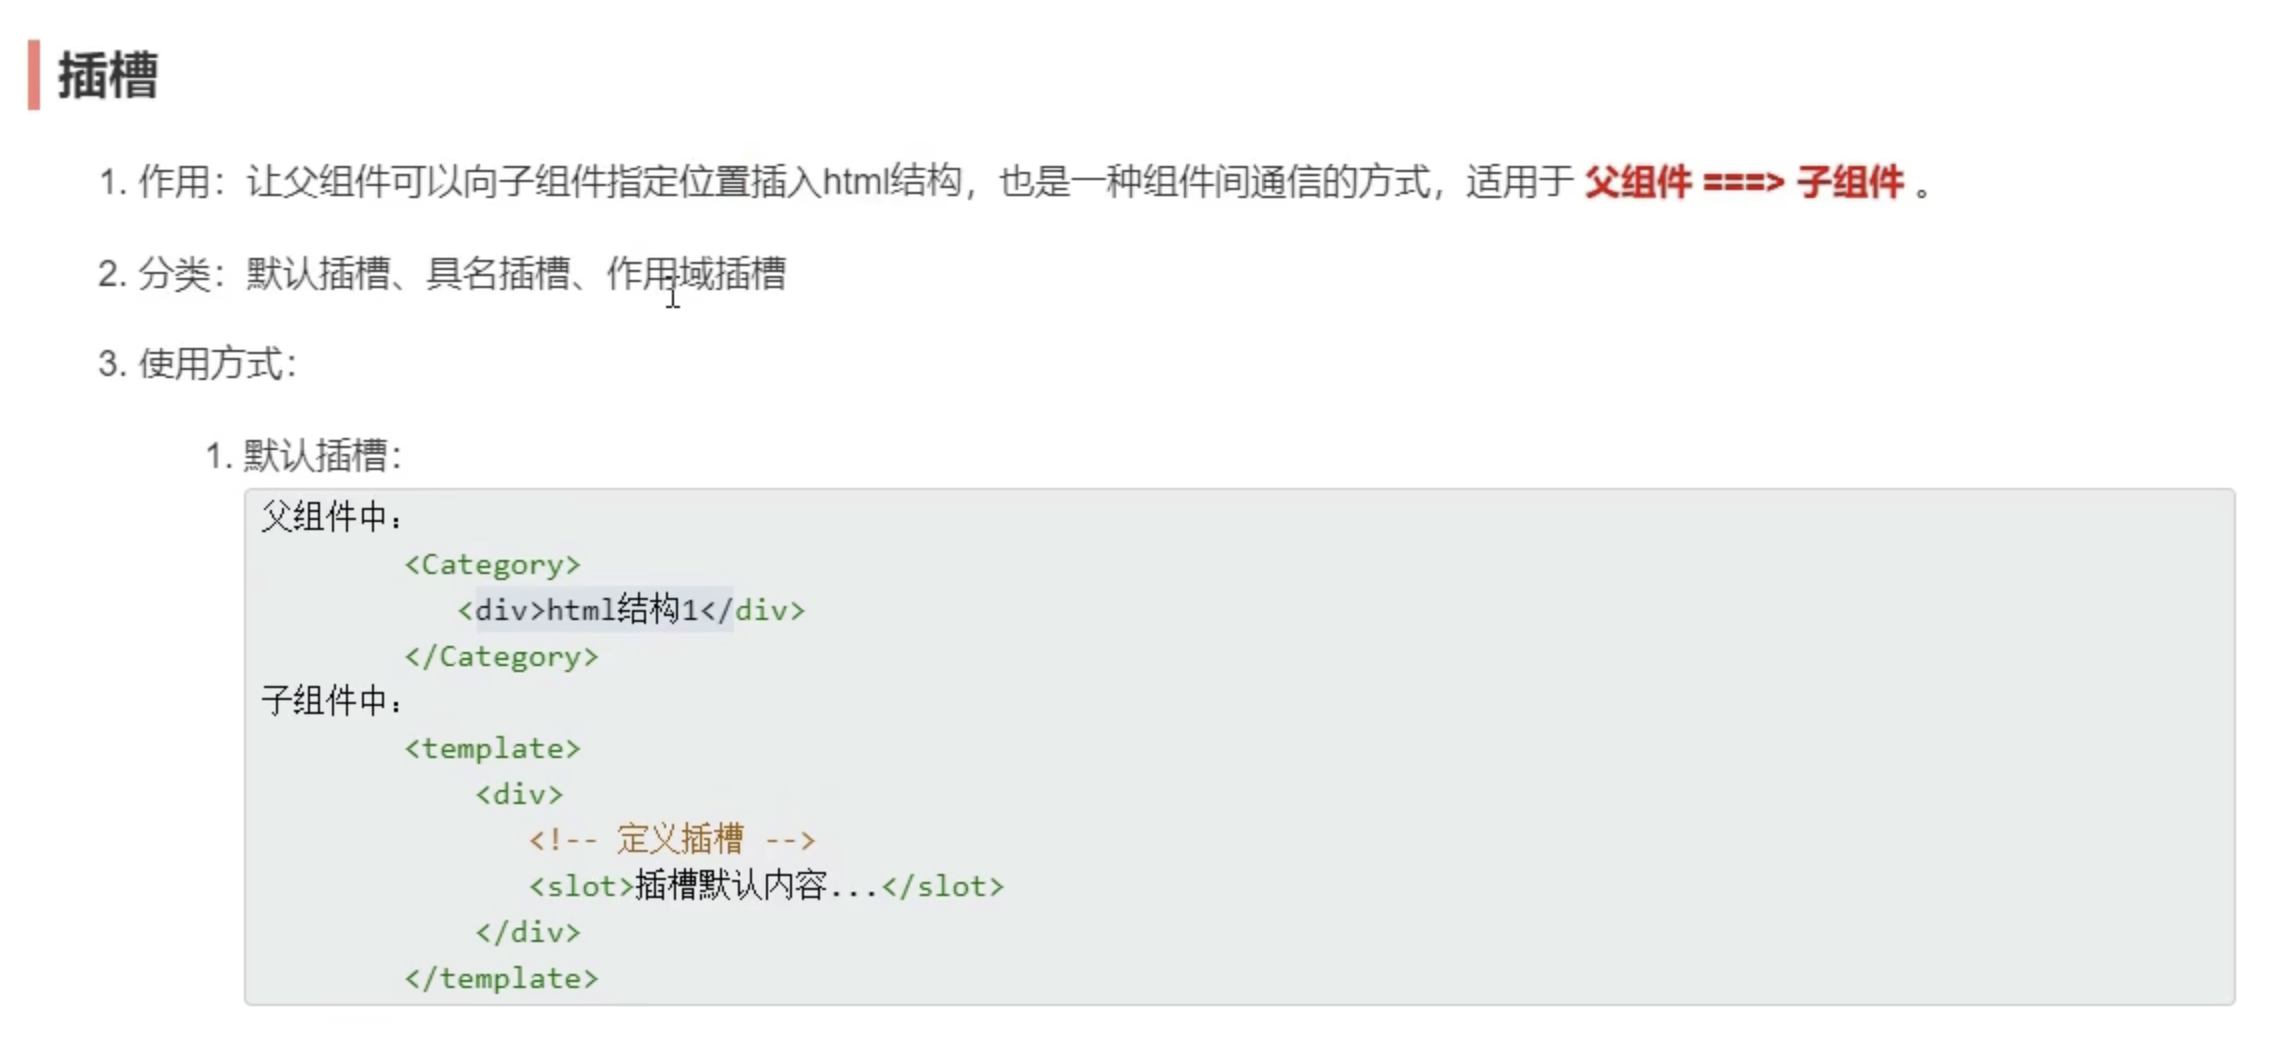 插槽
1. 作用：让父组件可以向子组件指定位置插入html结构，也是一种组件间通信的方式，适用于 父组件 ===> 子组件 。
2. 分类：默认插槽、具名插槽、作用域插槽
3. 使用方式：
1. 默认插槽：
父组件中：
<Category>
<div>html结构1</div>
</Category>
子组件中：
<template>
<div>
<!-- 定义插槽 -->
<slot>插槽默认内容...</slot>
</div>
</template>